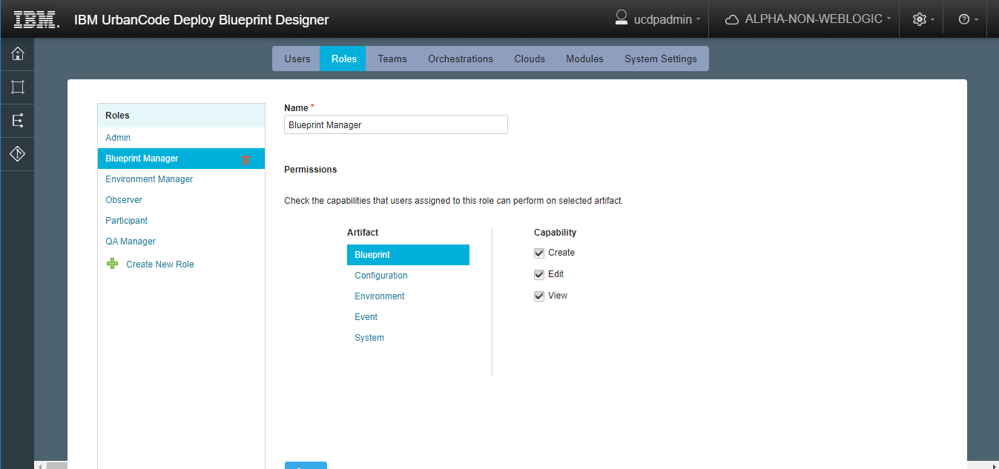 IBM. IBM UrbanCode Deploy Blueprint Designer ucdpadmin ALPHA-NON-WEBLOGIC
Users Roles Teams Orchestrations Clouds Modules System Settings
Roles
Admin
Blueprint Manager
Environment Manager
Observer
Participant
QA Manager
Create New Role
Name *
Blueprint Manager
Permissions
Check the capabilities that users assigned to this role can perform on selected artifact.
Artifact
Blueprint
Configuration
Environment
Event
System
Capability
Create
Edit
View